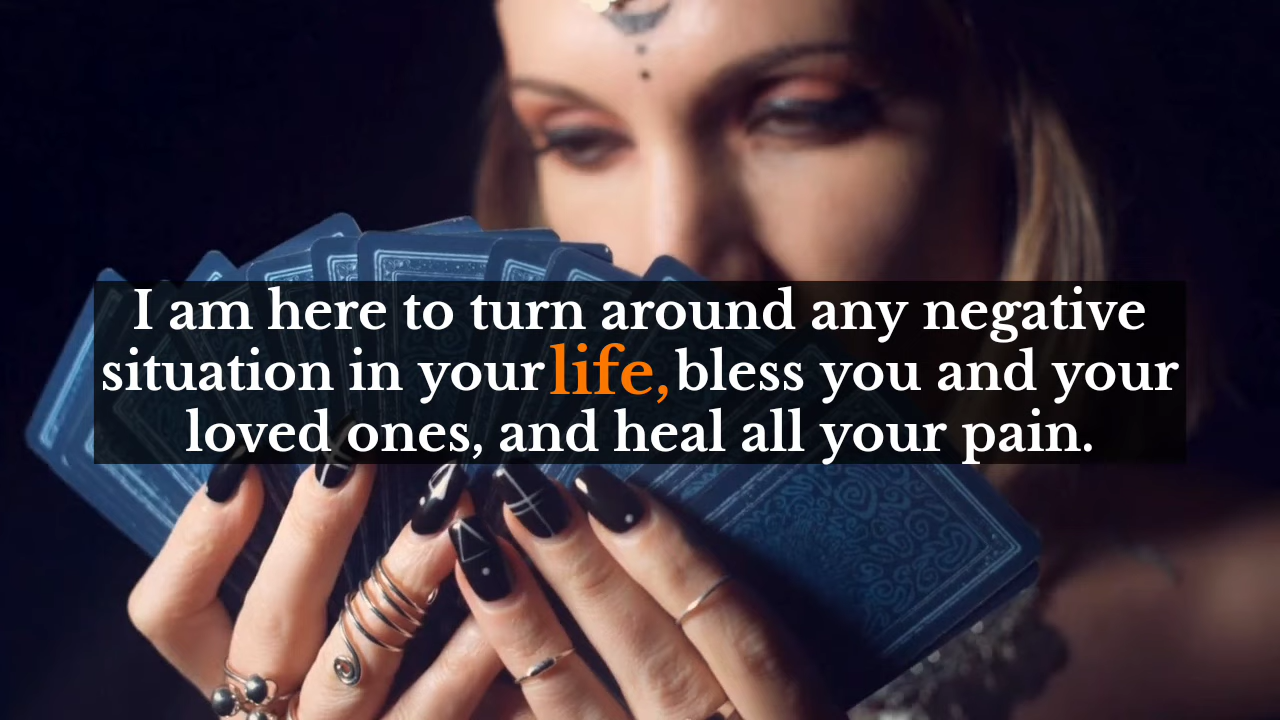 I am here to turn around any negative
situation in your life, bless you and your
loved ones, and heal all your pain.